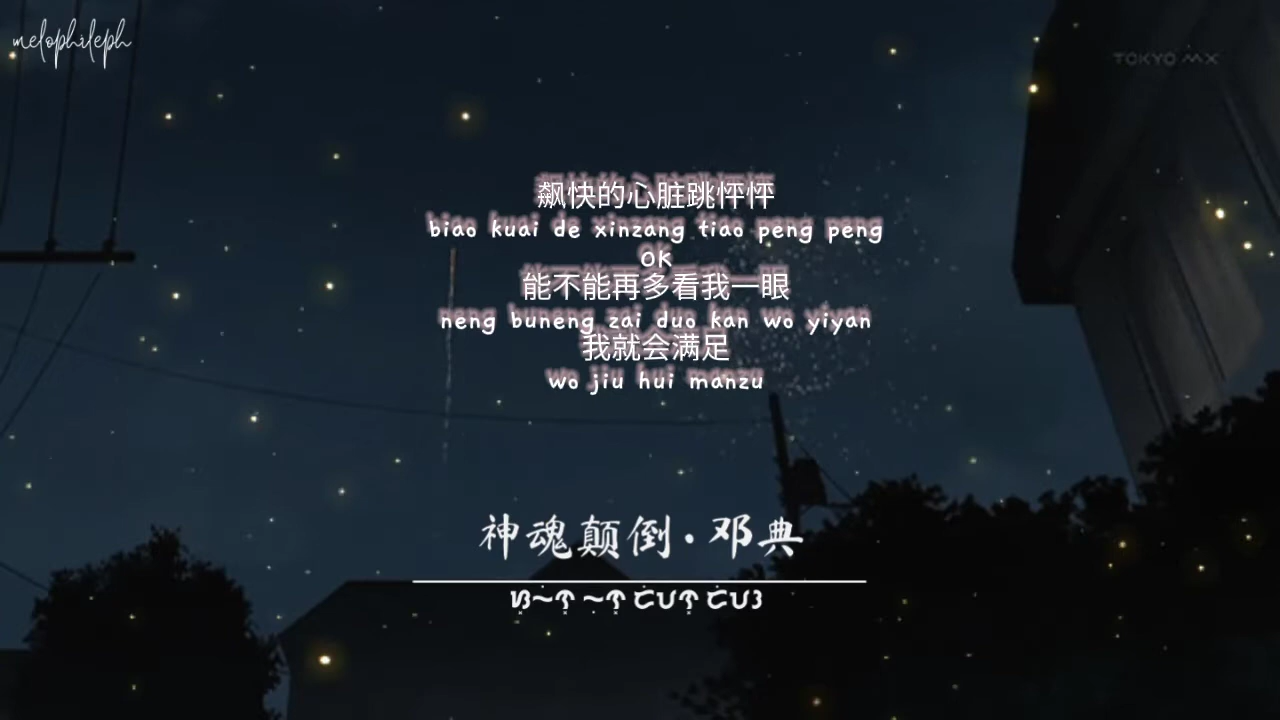 melophileph
TOKYO MX
飙快的心脏跳怦怦
biao kuai de xinzang tiao peng peng
OK
能不能再多看我一眼
neng buneng zai duo kan wo yiyan
我就会满足
wo jiu hui manzu
神魂颠倒·邓典